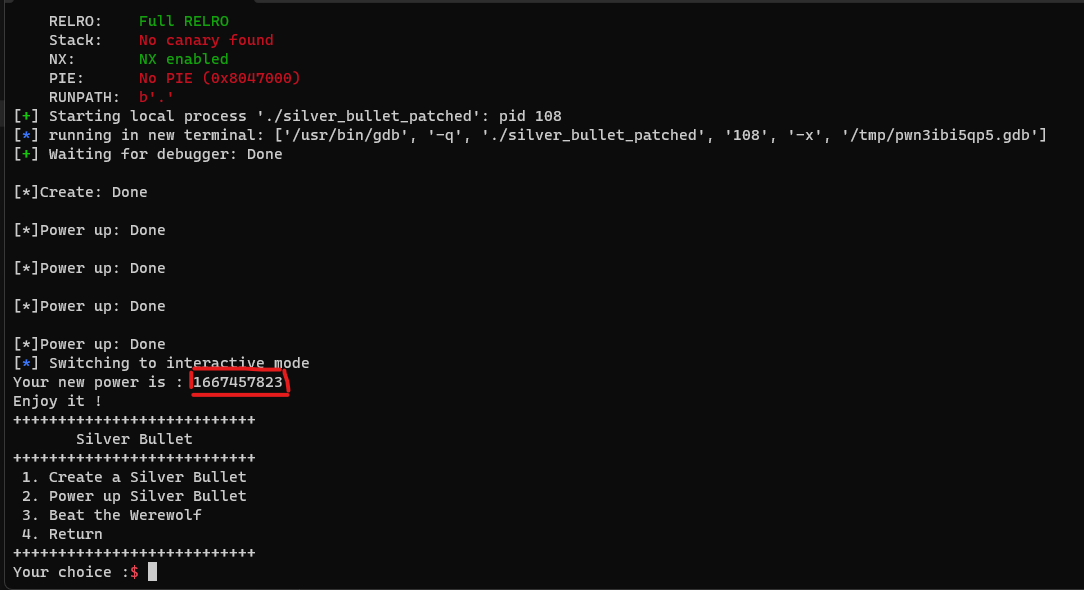 RELRO: Full RELRO
Stack: No canary found
NX: NX enabled
PIE: No PIE (0x8047000)
RUNPATH: b'.'
[+] Starting local process './silver_bullet_patched': pid 108
[*] running in new terminal: ['/usr/bin/gdb', '-q', './silver_bullet_patched', '108', '-x', '/tmp/pwn3ibi5qp5.gdb']
[+] Waiting for debugger: Done
[*]Create: Done
[*]Power up: Done
[*]Power up: Done
[*]Power up: Done
[*]Power up: Done
[*] Switching to interactive mode
Your new power is : 1667457823
Enjoy it !
+++++++++++++++++++++++++++
Silver Bullet
+++++++++++++++++++++++++++
1. Create a Silver Bullet
2. Power up Silver Bullet
3. Beat the Werewolf
4. Return
+++++++++++++++++++++++++++
Your choice :$